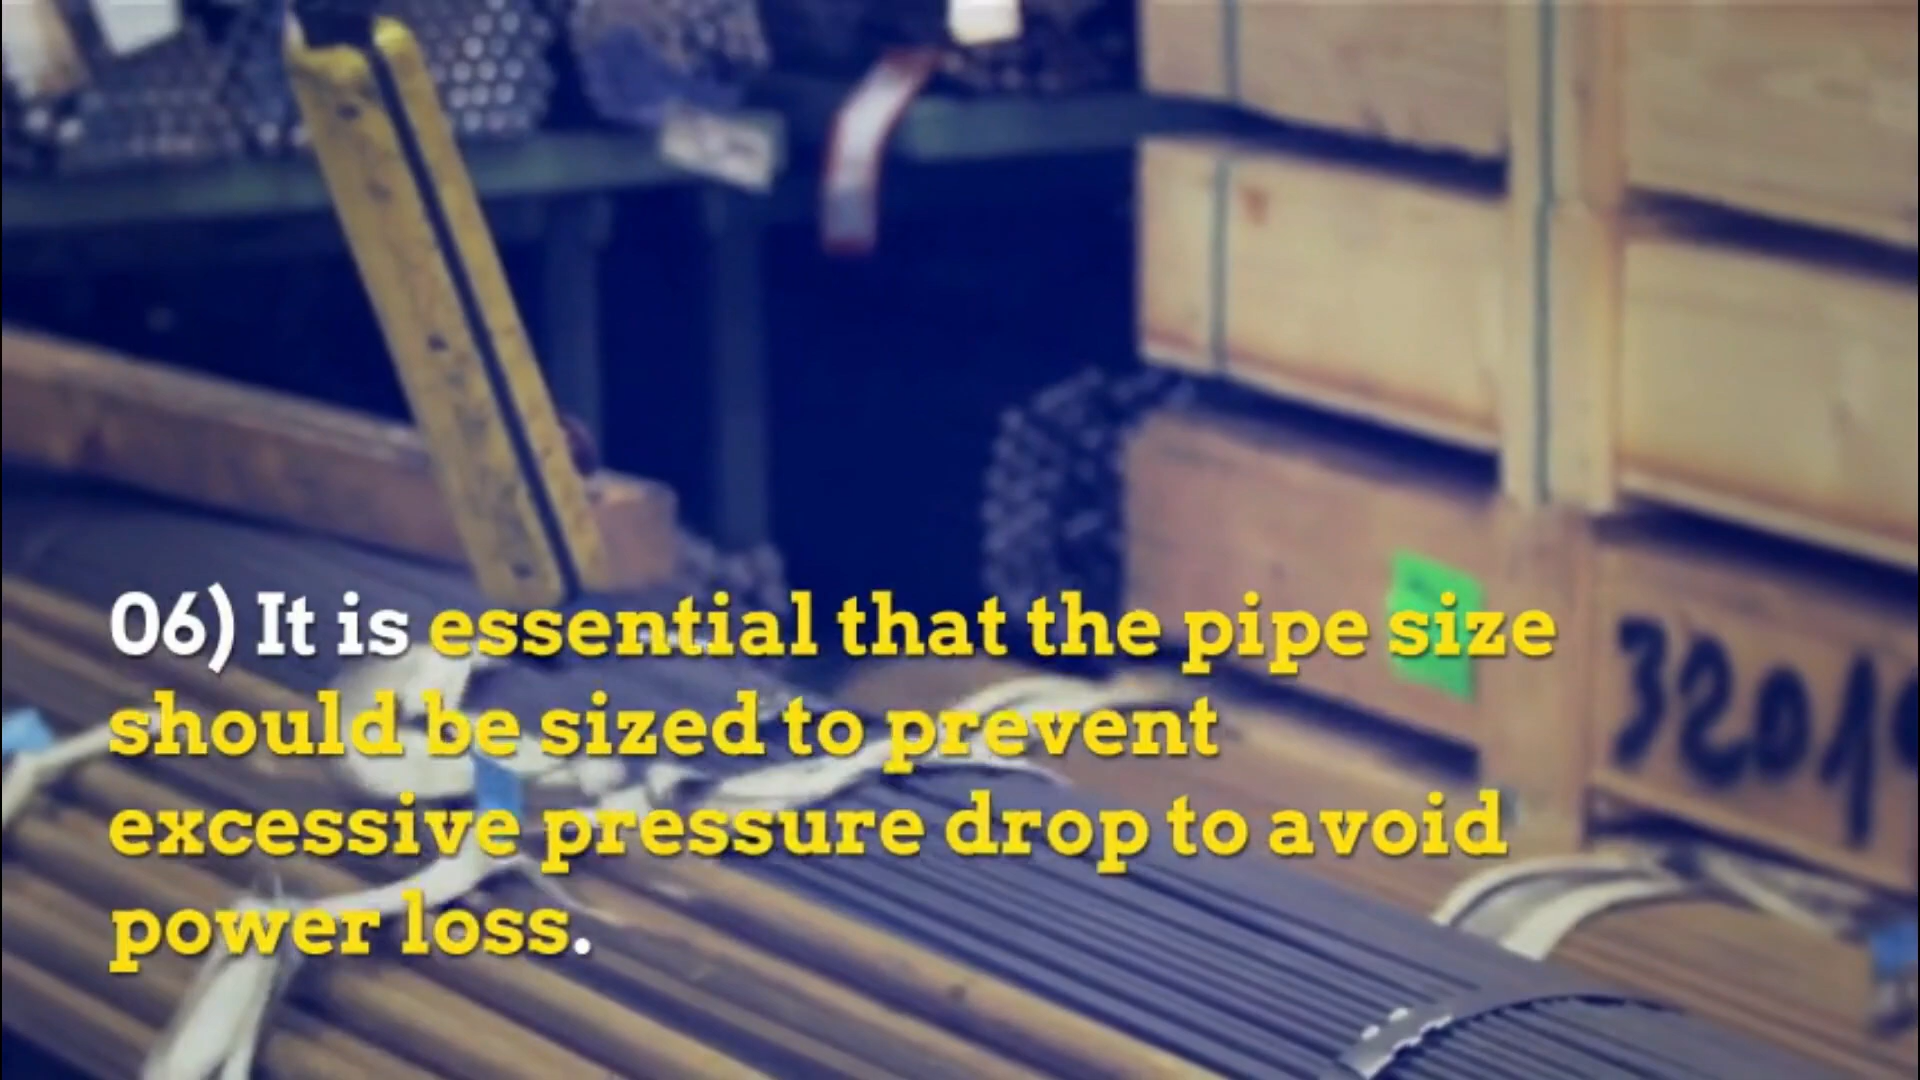 06) It is essential that the pipe size
should be sized to prevent
excessive pressure drop to avoid
power loss.
3201